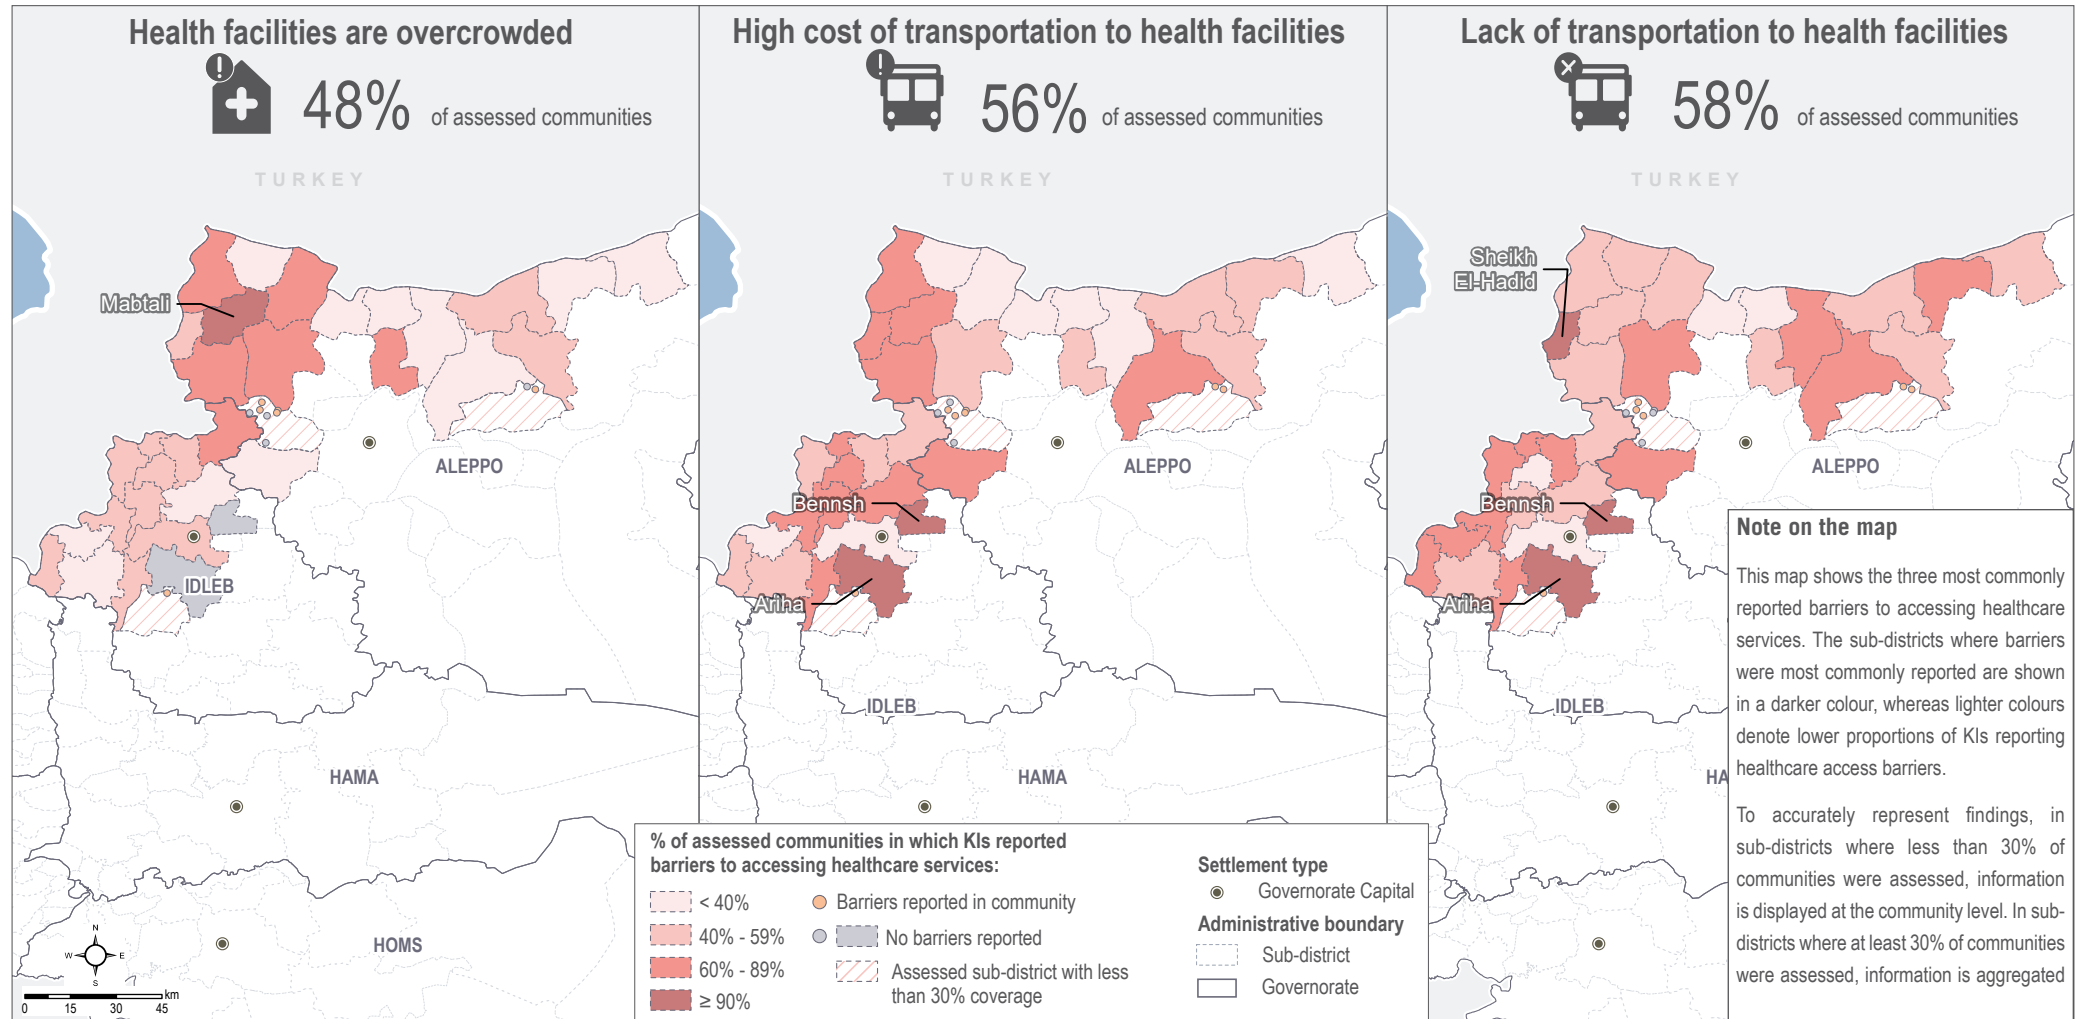 Health facilities are overcrowded
48% of assessed communities
TURKEY
Mabtali
ALEPPO
IDLEB
HAMA
HOMS
N
W E
S
km
0 15 30 45
High cost of transportation to health facilities
56% of assessed communities
TURKEY
ALEPPO
Bennsh
Ariha
IDLEB
HAMA
Lack of transportation to health facilities
58% of assessed communities
TURKEY
Sheikh
El-Hadid
ALEPPO
Bennsh
Ariha
IDLEB
HA
% of assessed communities in which KIs reported
barriers to accessing healthcare services:
< 40%
40% - 59%
60% - 89%
≥ 90%
Barriers reported in community
No barriers reported
Assessed sub-district with less
than 30% coverage
Settlement type
Governorate Capital
Administrative boundary
Sub-district
Governorate
Note on the map
This map shows the three most commonly
reported barriers to accessing healthcare
services. The sub-districts where barriers
were most commonly reported are shown
in a darker colour, whereas lighter colours
denote lower proportions of KIs reporting
healthcare access barriers.
To accurately represent findings, in
sub-districts where less than 30% of
communities were assessed, information
is displayed at the community level. In sub-
districts where at least 30% of communities
were assessed, information is aggregated